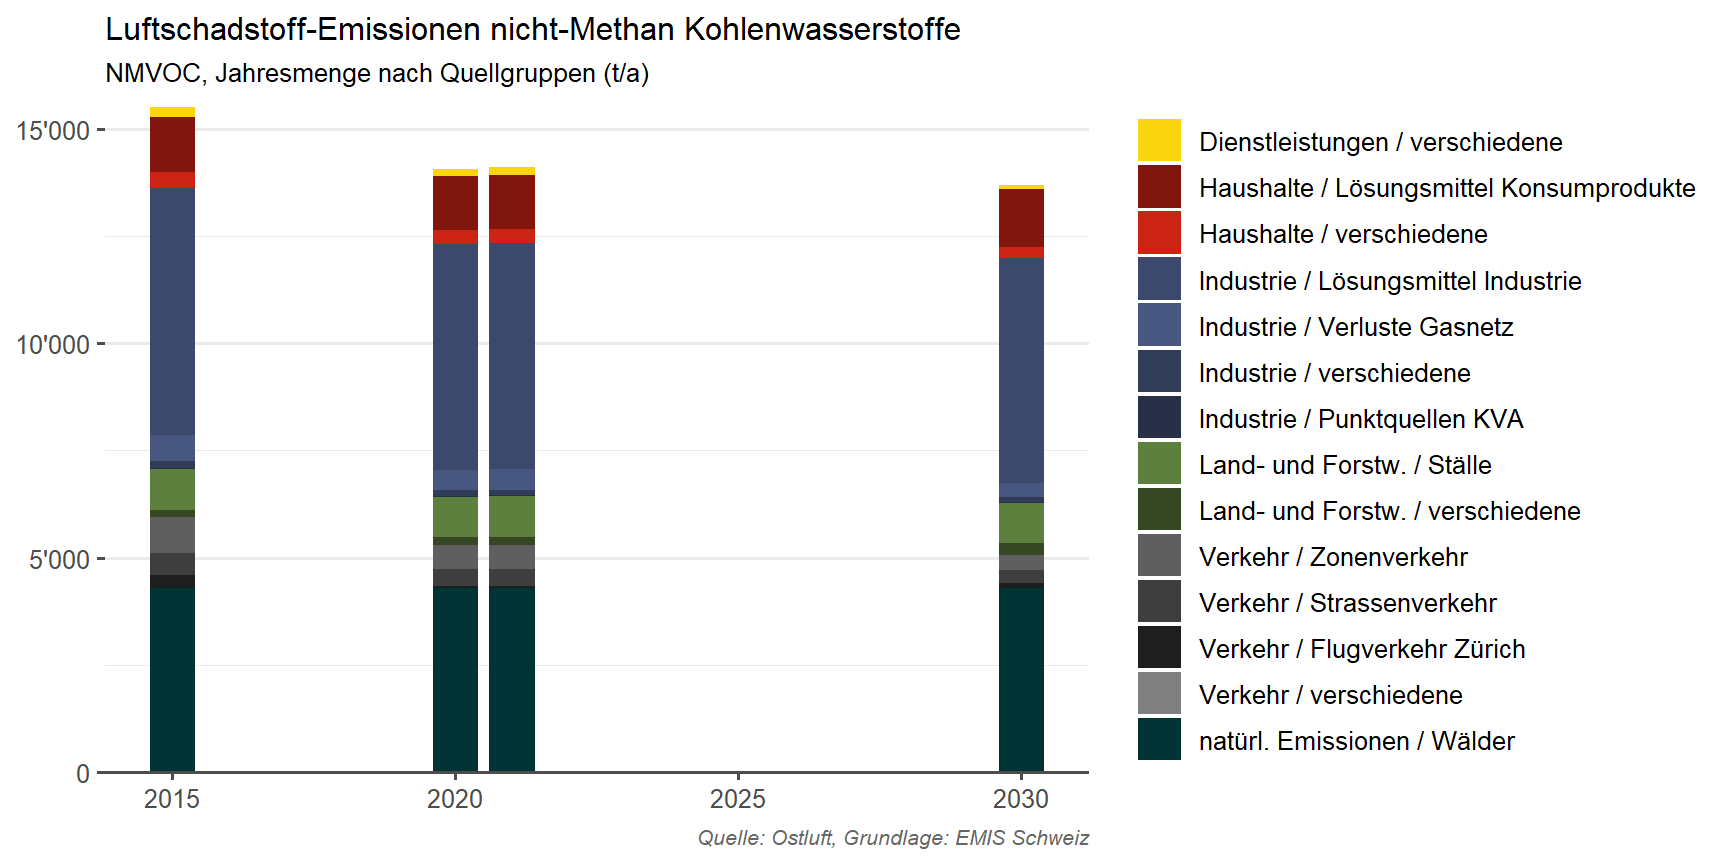 Luftschadstoff-Emissionen nicht-Methan Kohlenwasserstoffe
NMVOC, Jahresmenge nach Quellgruppen (t/a)
15'000
10'000
5'000
0
2015
2020
2025
2030
Dienstleistungen / verschiedene
Haushalte / Lösungsmittel Konsumprodukte
Haushalte / verschiedene
Industrie / Lösungsmittel Industrie
Industrie / Verluste Gasnetz
Industrie / verschiedene
Industrie / Punktquellen KVA
Land- und Forstw. / Ställe
Land- und Forstw. / verschiedene
Verkehr / Zonenverkehr
Verkehr / Strassenverkehr
Verkehr / Flugverkehr Zürich
Verkehr / verschiedene
natürl. Emissionen / Wälder
Quelle: Ostluft, Grundlage: EMIS Schweiz